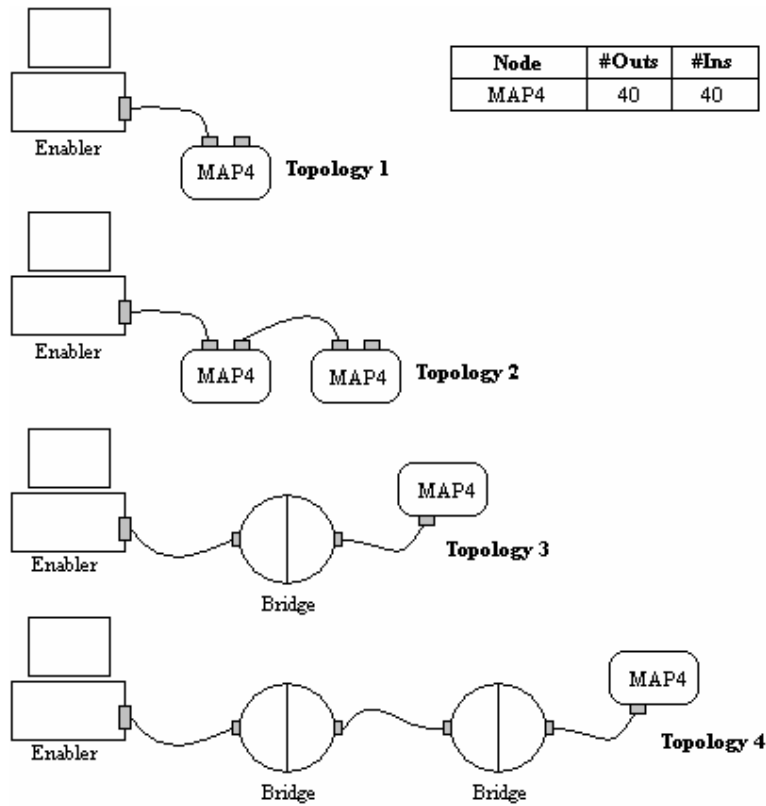 Node #Outs #Ins
MAP4 40 40
Enabler
MAP4
Topology 1
Enabler
MAP4
MAP4
Topology 2
MAP4
Enabler
Topology 3
Bridge
MAP4
Enabler
Topology 4
Bridge
Bridge